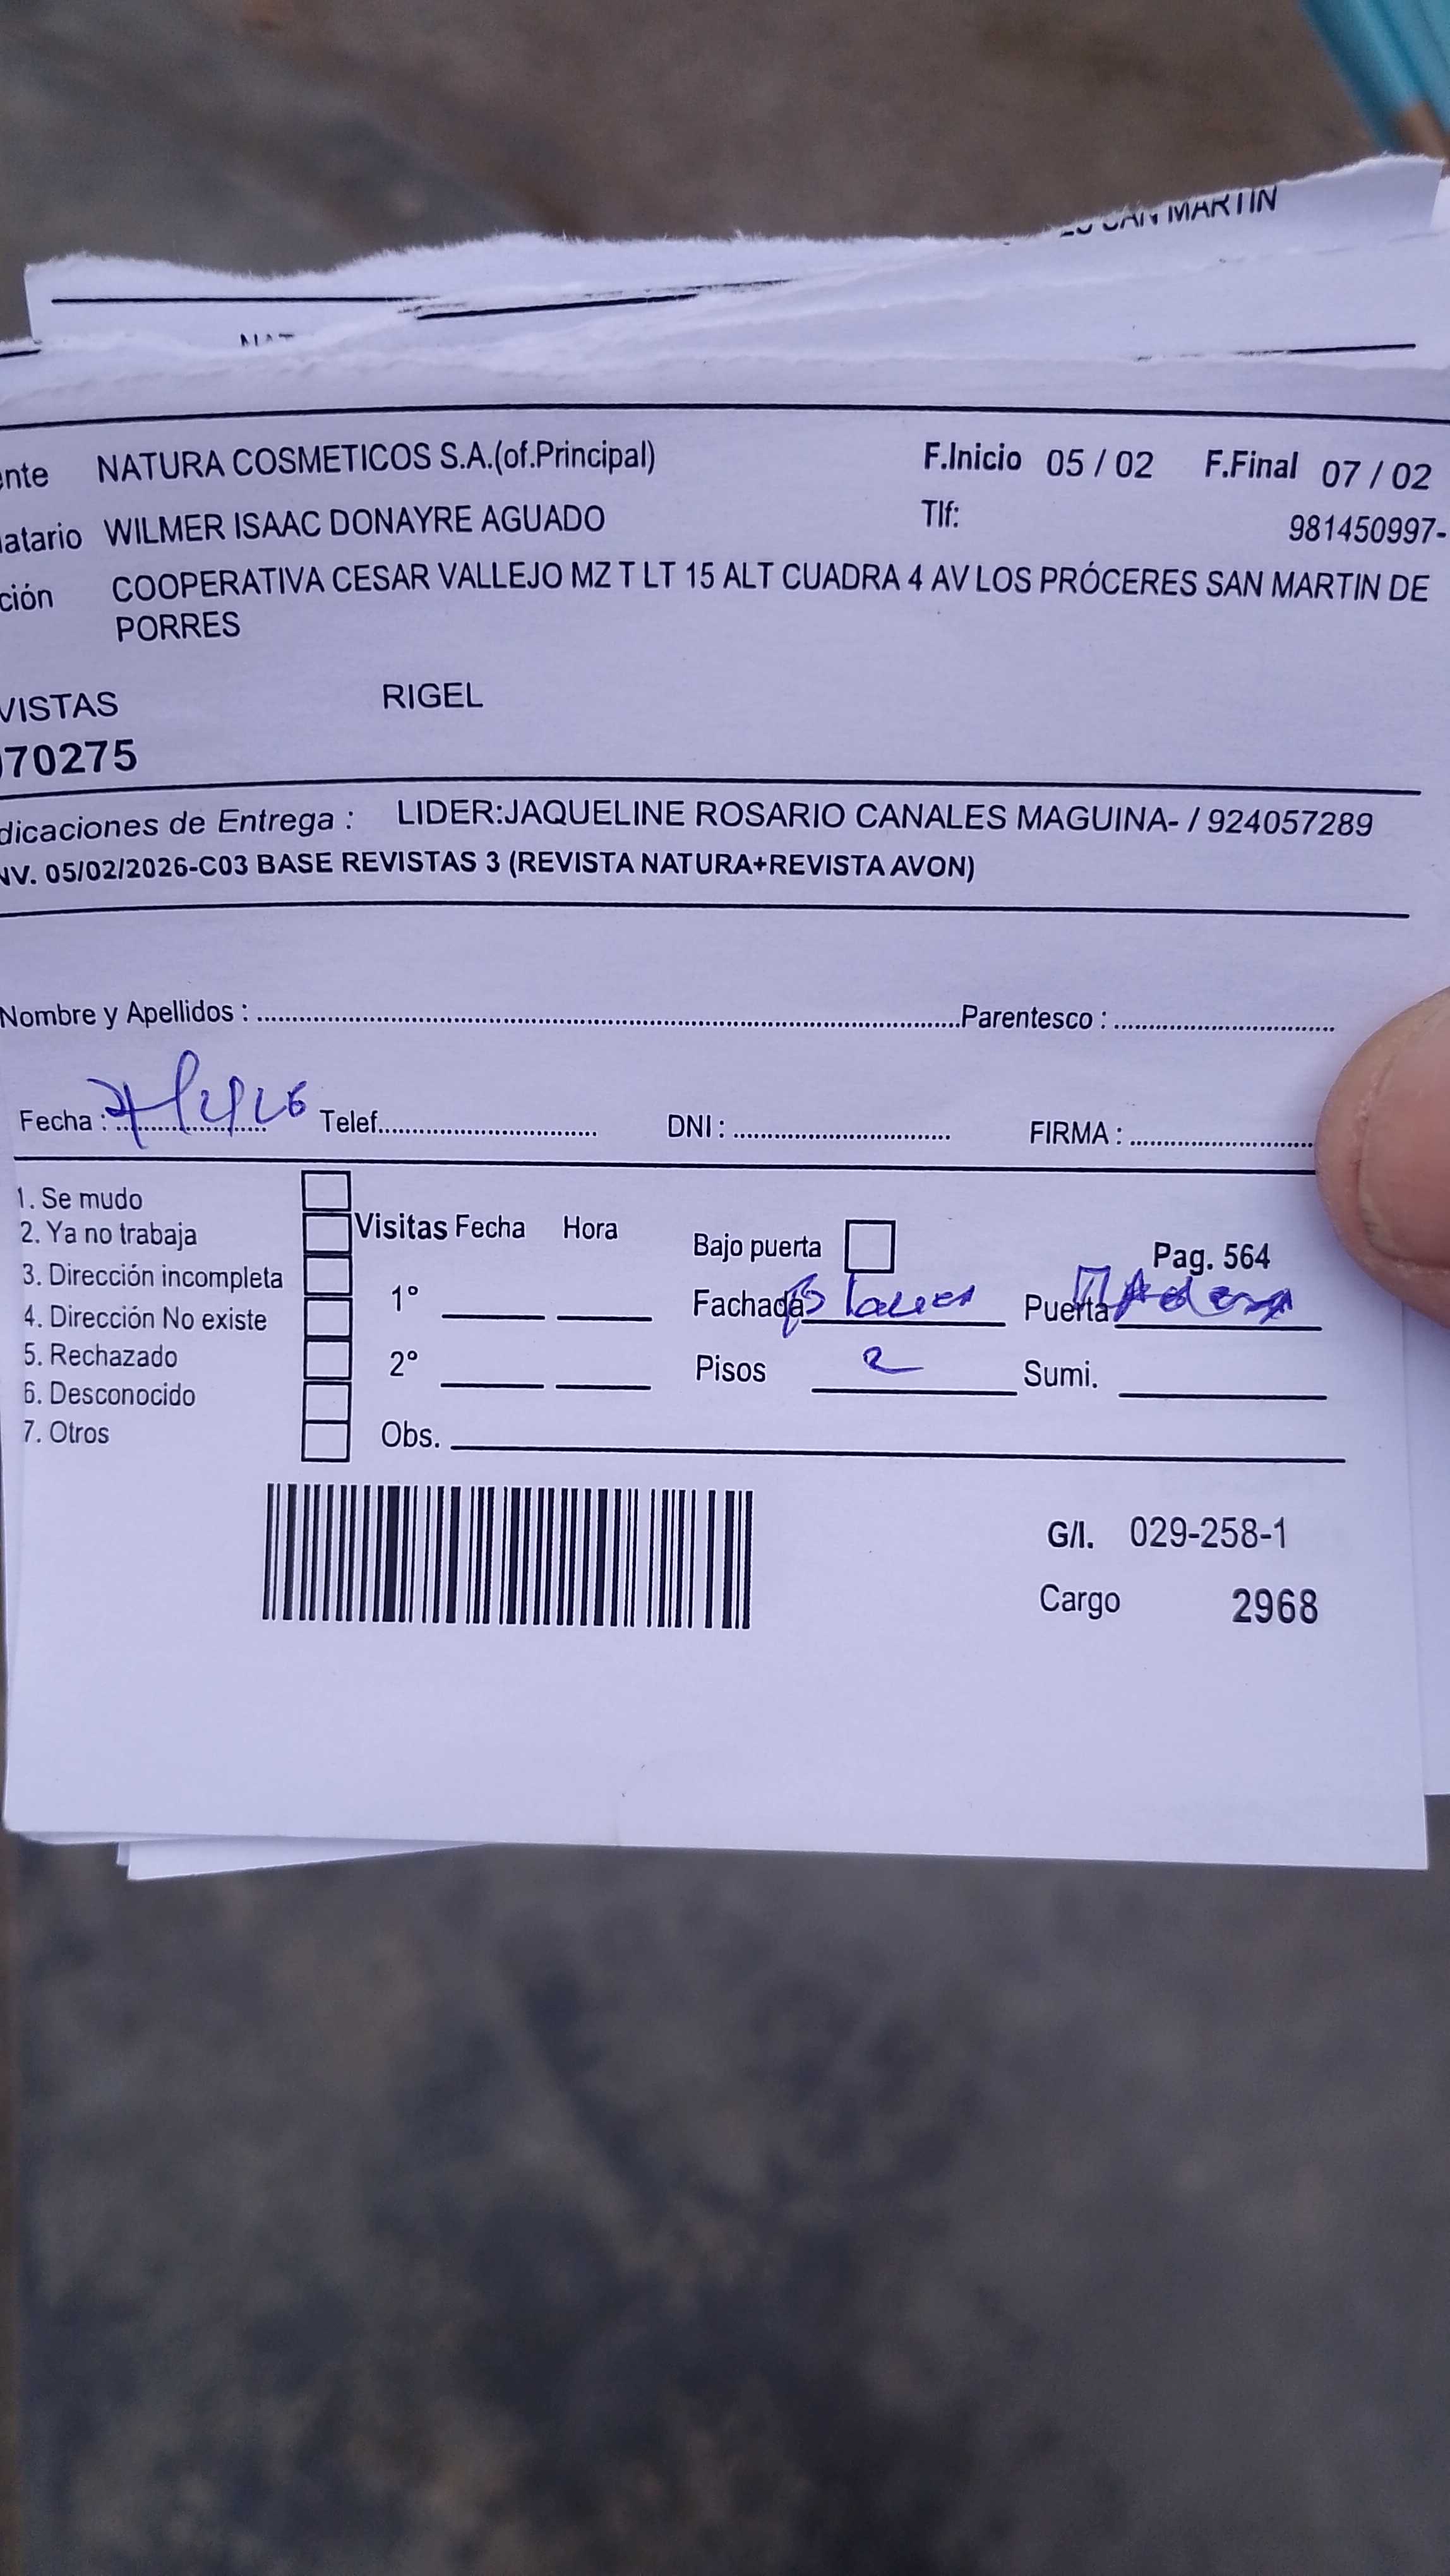 SAN MARTIN
NAT
nte NATURA COSMETICOS S.A.(of.Principal) F.Inicio 05 / 02 F.Final 07 / 02
latario WILMER ISAAC DONAYRE AGUADO Tlf: 981450997-
ción COOPERATIVA CESAR VALLEJO MZ T LT 15 ALT CUADRA 4 AV LOS PRÓCERES SAN MARTIN DE
PORRES
VISTAS RIGEL
70275
dicaciones de Entrega : LIDER:JAQUELINE ROSARIO CANALES MAGUINA- / 924057289
NV. 05/02/2026-C03 BASE REVISTAS 3 (REVISTA NATURA+REVISTA AVON)
Nombre y Apellidos : Parentesco :
Fecha : Telef. DNI : FIRMA :
1. Se mudo
2. Ya no trabaja Visitas Fecha Hora Bajo puerta Pag. 564
3. Dirección incompleta 1° Fachada Puerta
4. Dirección No existe
5. Rechazado 2° Pisos 2 Sumi.
6. Desconocido
7. Otros Obs.
G/I. 029-258-1
Cargo 2968